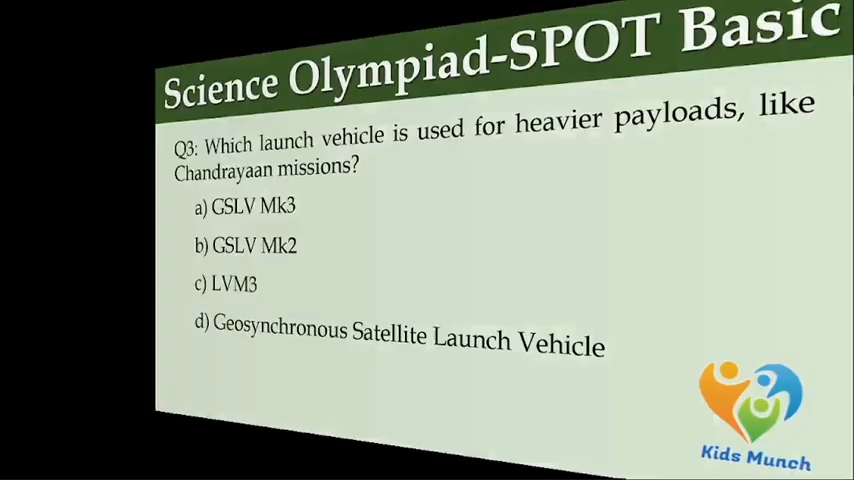 Science Olympiad-SPOT Basic
Q3: Which launch vehicle is used for heavier payloads, like
Chandrayaan missions?
a) GSLV Mk3
b) GSLV Mk2
c) LVM3
d) Geosynchronous Satellite Launch Vehicle
Kids Munch